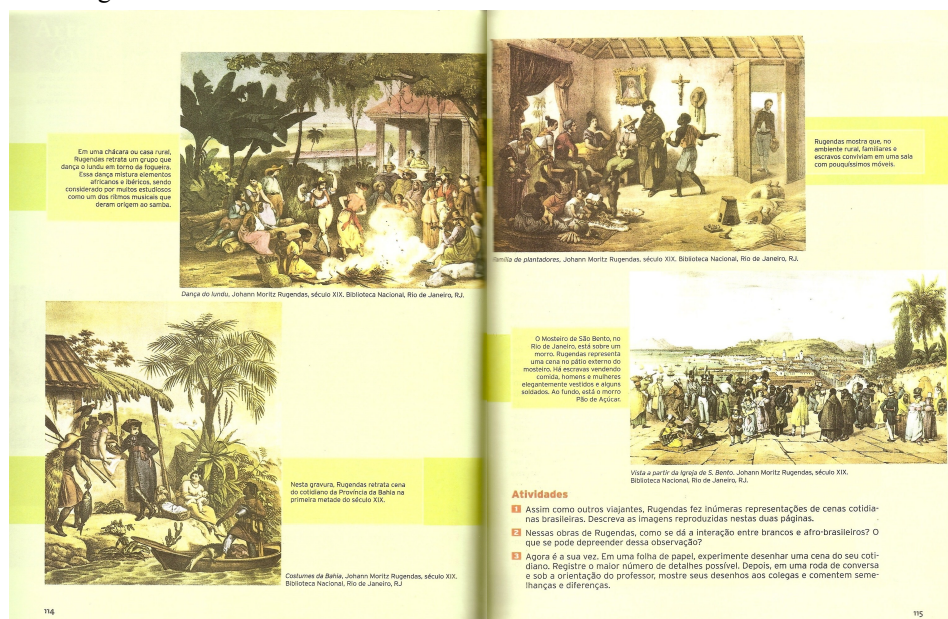 Em uma chácara ou casa rural,
Rugendas retrata um grupo que
dança o lundu em torno da fogueira.
Essa dança mistura elementos
africanos e ibéricos, sendo
considerado por muitos estudiosos
como um dos ritmos musicais que
deram origem ao samba.
Dança do lundu, Johann Moritz Rugendas, século XIX. Biblioteca Nacional, Rio de Janeiro, RJ.
Nesta gravura, Rugendas retrata cena
do cotidiano da Província da Bahia na
primeira metade do século XIX.
Costumes da Bahia, Johann Moritz Rugendas, século XIX.
Biblioteca Nacional, Rio de Janeiro, RJ
114
Rugendas mostra que, no
ambiente rural, familiares e
escravos conviviam em uma sala
com pouquíssimos móveis.
Família de plantadores, Johann Moritz Rugendas, século XIX. Biblioteca Nacional, Rio de Janeiro, RJ.
O Mosteiro de São Bento, no
Rio de Janeiro, está sobre um
morro. Rugendas representa
uma cena no pátio externo do
mosteiro. Há escravas vendendo
comida, homens e mulheres
elegantemente vestidos e alguns
soldados. Ao fundo, está o morro
Pão de Açúcar.
Vista a partir da Igreja de S. Bento. Johann Moritz Rugendas, século XIX.
Biblioteca Nacional, Rio de Janeiro, RJ.
Atividades
1 Assim como outros viajantes, Rugendas fez inúmeras representações de cenas cotidia-
nas brasileiras. Descreva as imagens reproduzidas nestas duas páginas.
2 Nessas obras de Rugendas, como se dá a interação entre brancos e afro-brasileiros? O
que se pode depreender dessa observação?
3 Agora é a sua vez. Em uma folha de papel, experimente desenhar uma cena do seu coti-
diano. Registre o maior número de detalhes possível. Depois, em uma roda de conversa
e sob a orientação do professor, mostre seus desenhos aos colegas e comentem seme-
lhanças e diferenças.
115